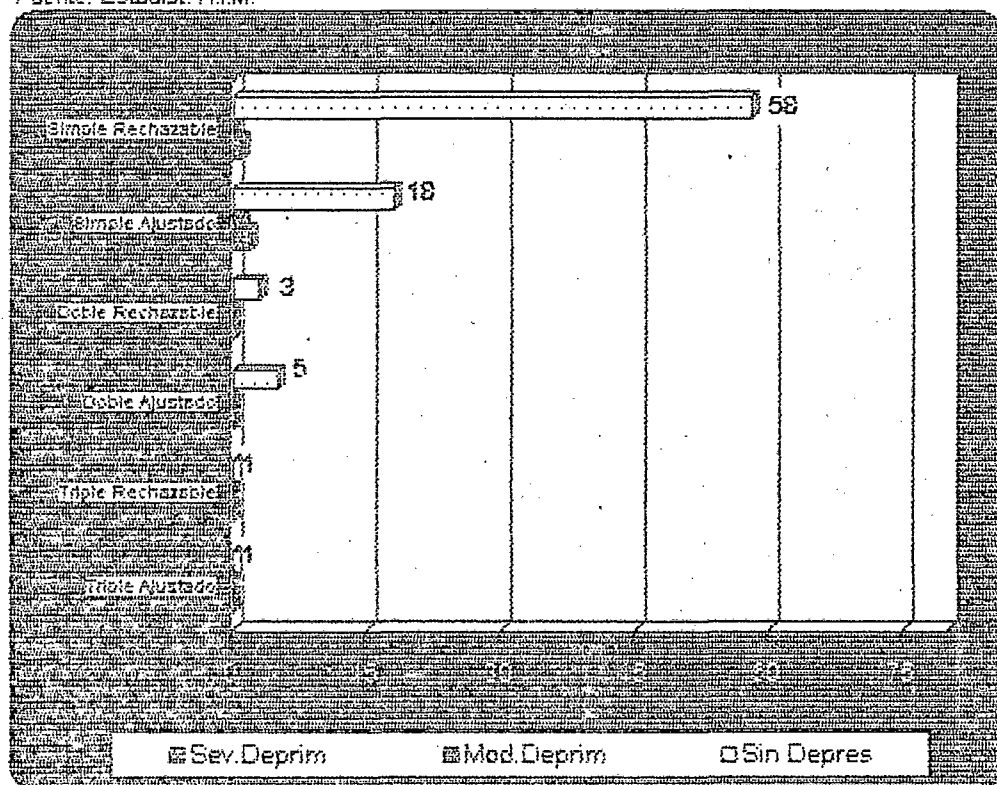 58
Simple Rechazable
18
Simple Ajustado
3
Doble Rechazable
5
Doble Ajustado
1
Triple Rechazable
1
Triple Ajustado
Sev.Deprim Mod.Deprim Sin Depres